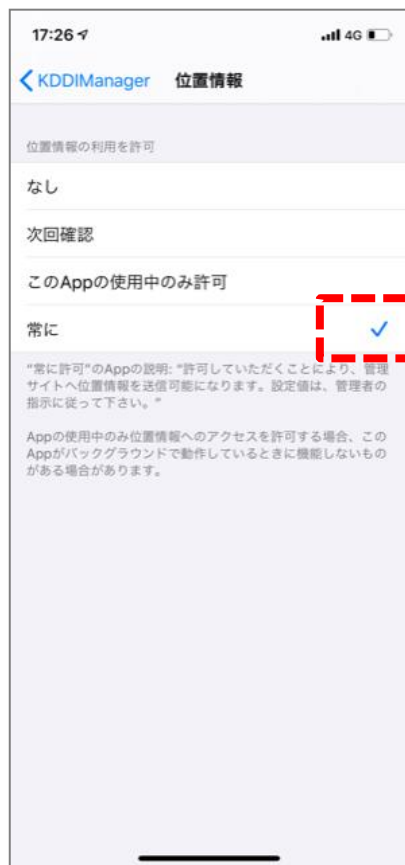 17:26
4G
KDDIManager 位置情報
位置情報の利用を許可
なし
次回確認
このAppの使用中のみ許可
常に
“常に許可”のAppの説明: “許可していただくことにより、管理
サイトへ位置情報を送信可能になります。設定値は、管理者の
指示に従って下さい。”
Appの使用中のみ位置情報へのアクセスを許可する場合、この
Appがバックグラウンドで動作しているときに機能しないもの
がある場合があります。